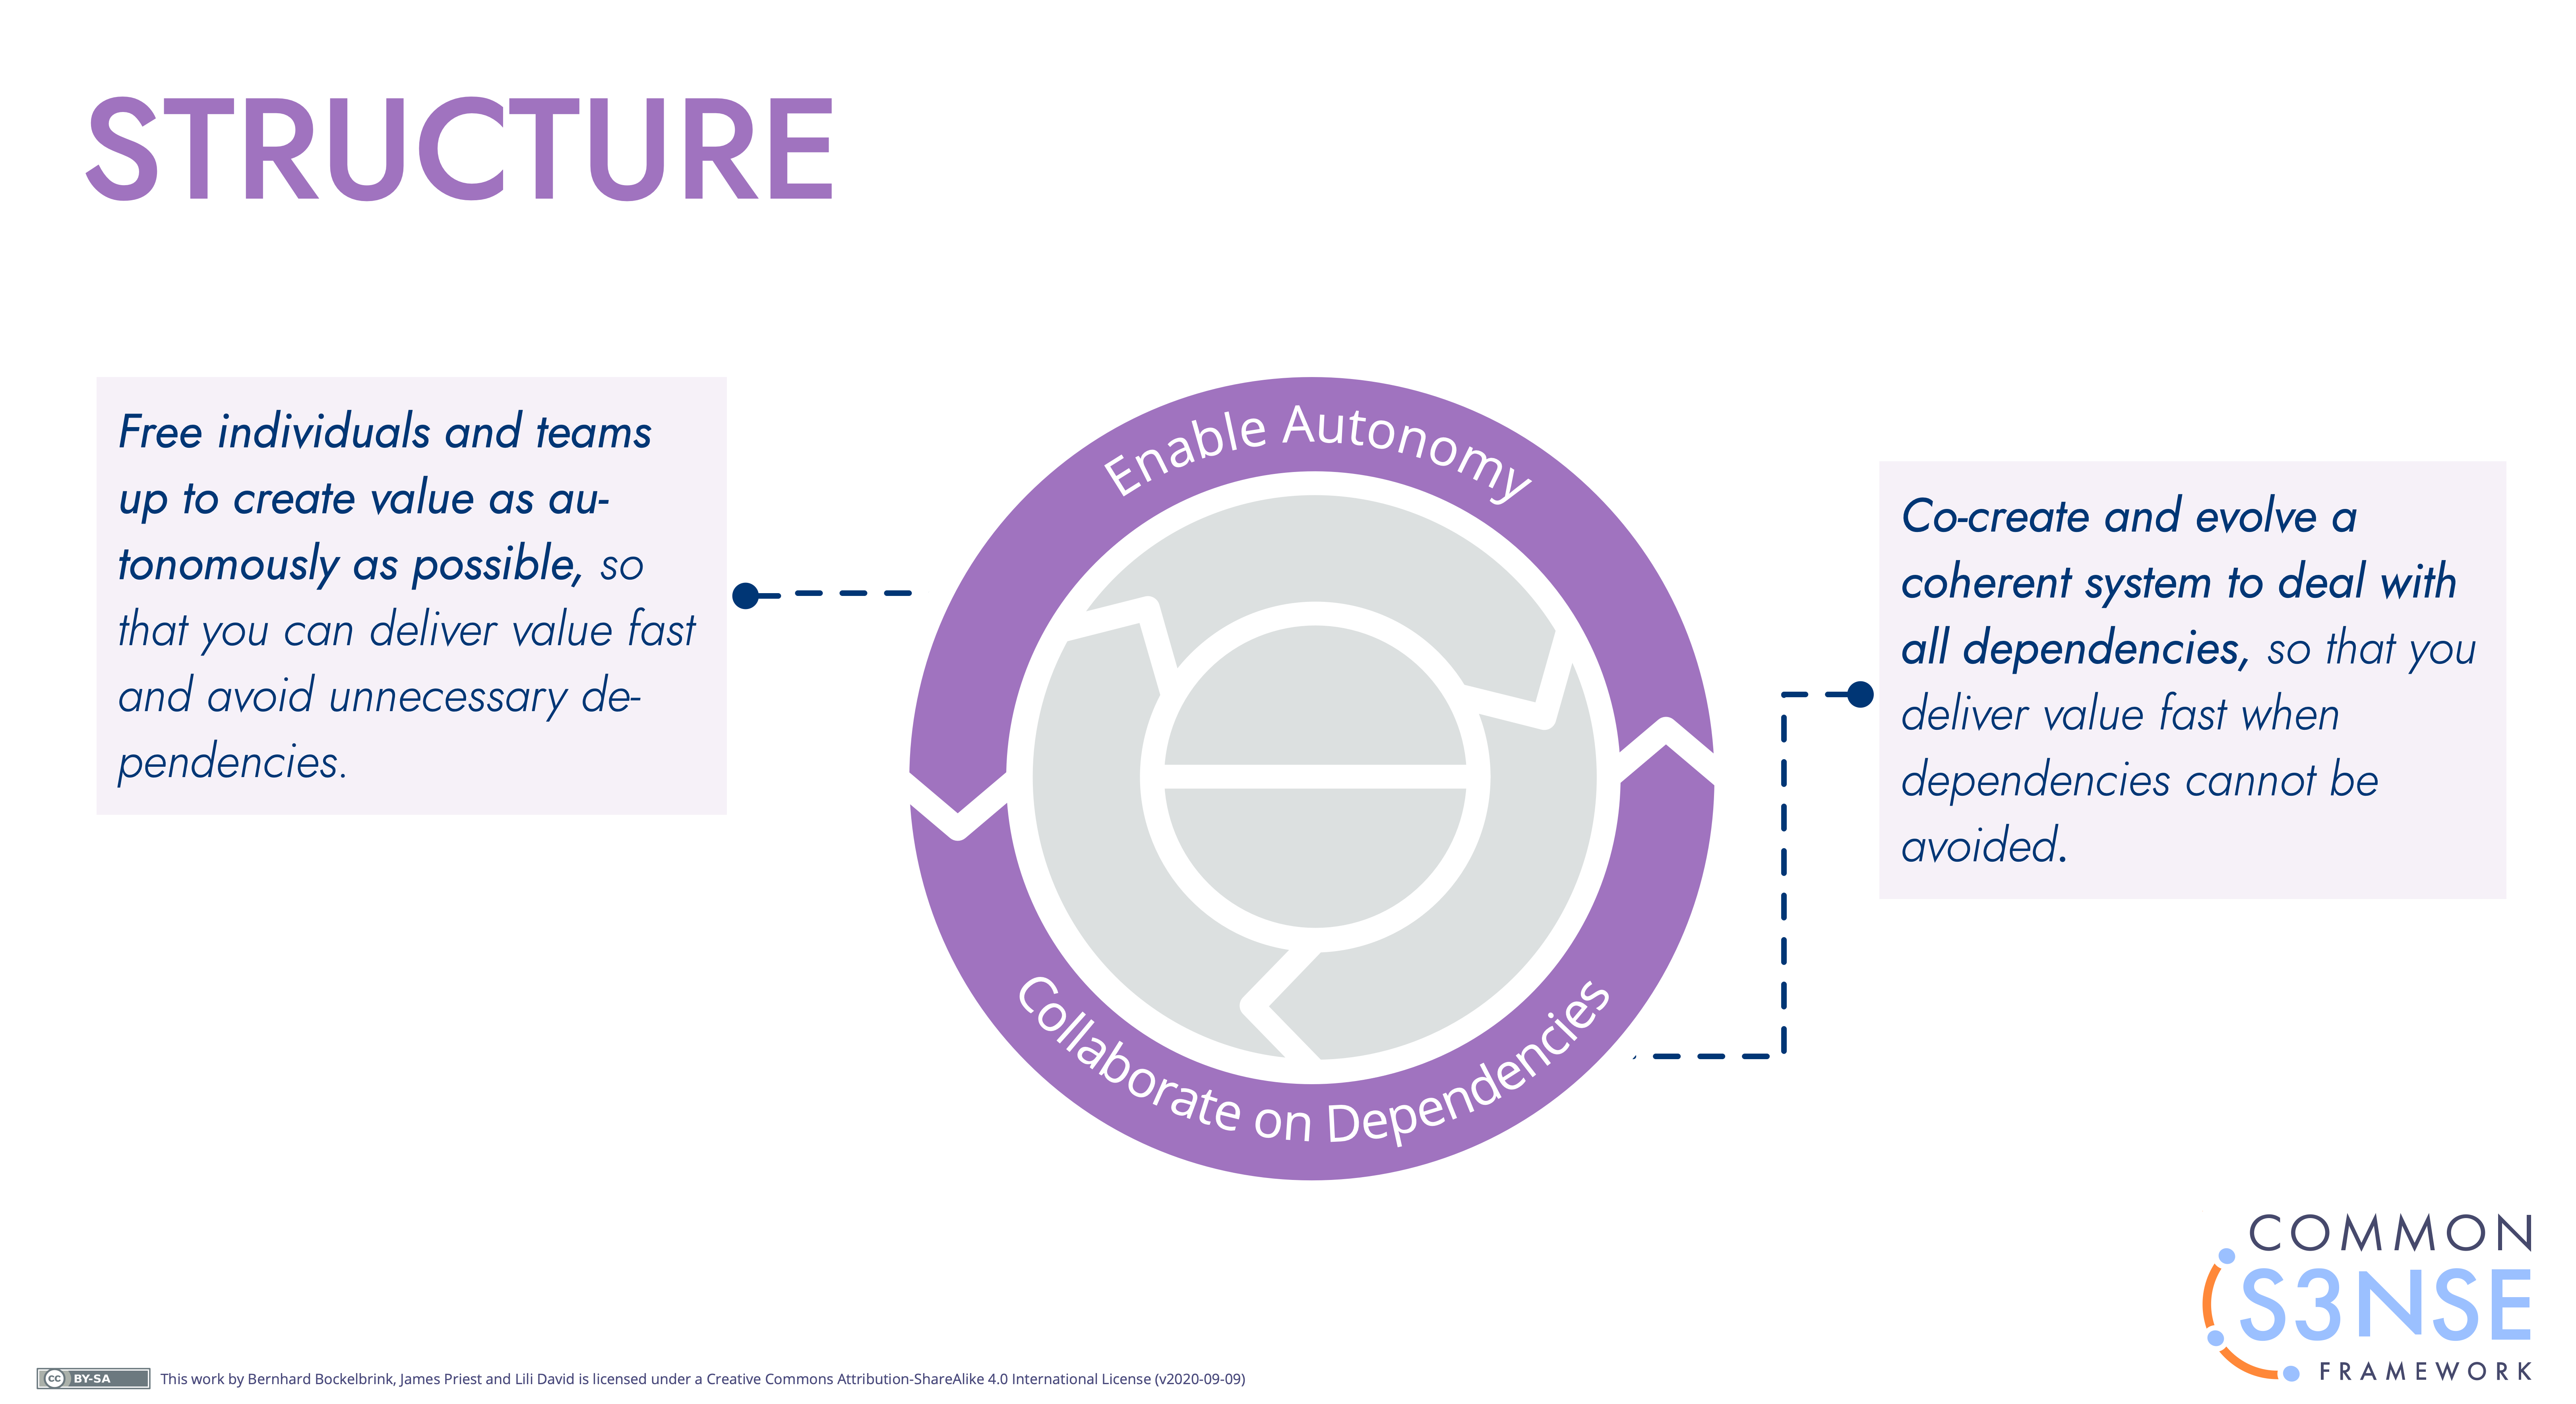 STRUCTURE
Free individuals and teams
up to create value as au-
tonomously as possible, so
that you can deliver value fast
and avoid unnecessary de-
pendencies.
Enable Autonomy
Collaborate on Dependencies
Co-create and evolve a
coherent system to deal with
all dependencies, so that you
deliver value fast when
dependencies cannot be
avoided.
COMMON
S3NSE
FRAMEWORK
cc BY-SA
This work by Bernhard Bockelbrink, James Priest and Lili David is licensed under a Creative Commons Attribution-ShareAlike 4.0 International License (v2020-09-09)